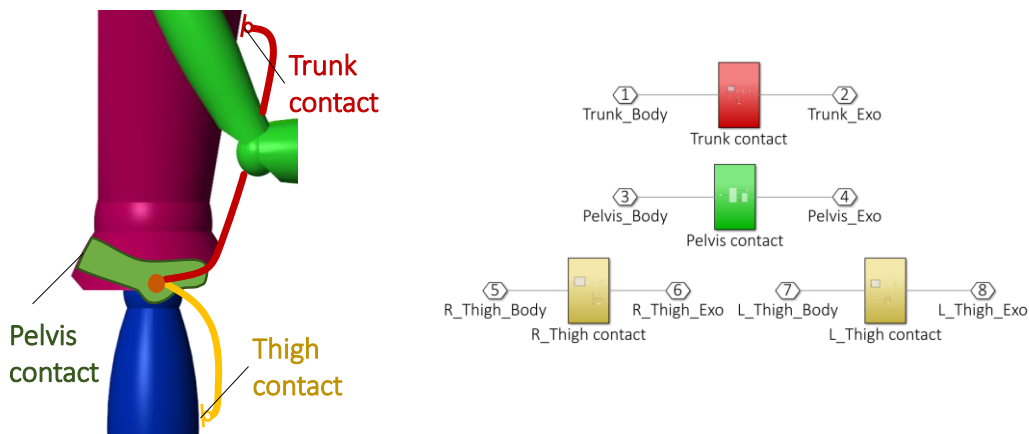 Trunk
contact
Pelvis
contact
Thigh
contact
1
Trunk_Body
2
Trunk_Exo
Trunk contact
3
Pelvis_Body
4
Pelvis_Exo
Pelvis contact
5
R_Thigh_Body
6
R_Thigh_Exo
R_Thigh contact
7
L_Thigh_Body
8
L_Thigh_Exo
L_Thigh contact